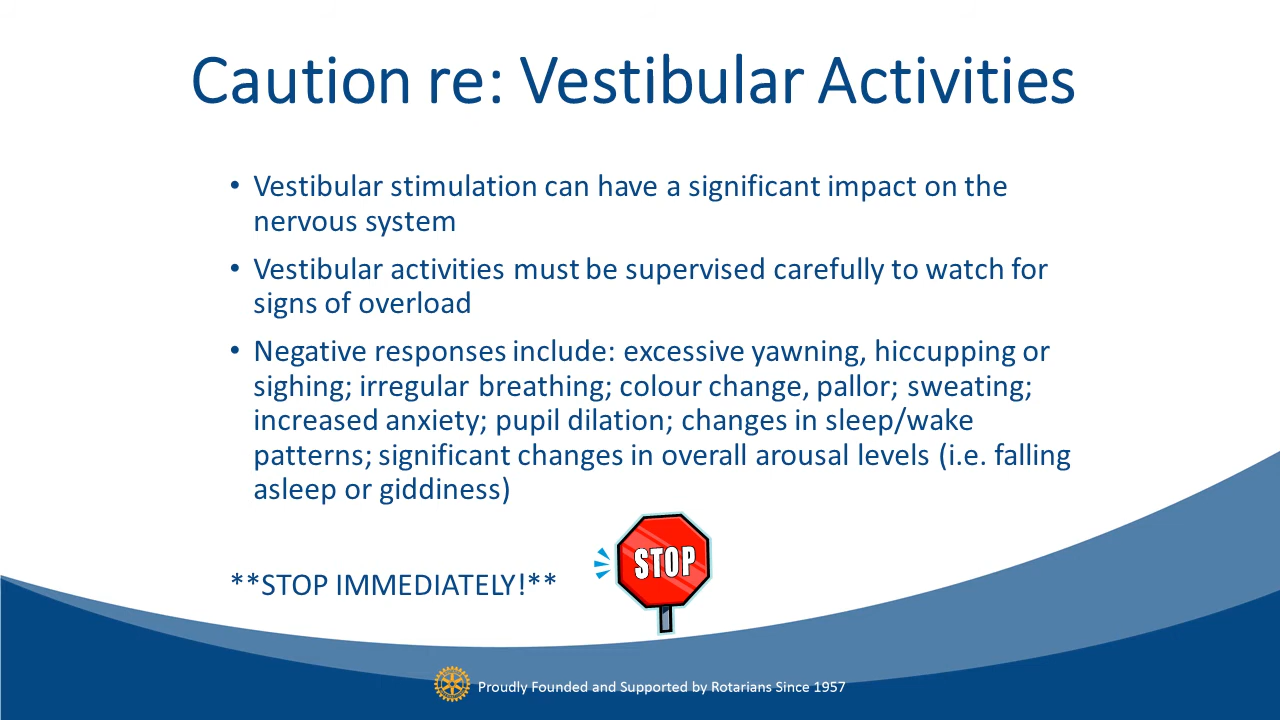 Caution re: Vestibular Activities
• Vestibular stimulation can have a significant impact on the
nervous system
• Vestibular activities must be supervised carefully to watch for
signs of overload
• Negative responses include: excessive yawning, hiccupping or
sighing; irregular breathing; colour change, pallor; sweating;
increased anxiety; pupil dilation; changes in sleep/wake
patterns; significant changes in overall arousal levels (i.e. falling
asleep or giddiness)
**STOP IMMEDIATELY!**
STOP
Proudly Founded and Supported by Rotarians Since 1957